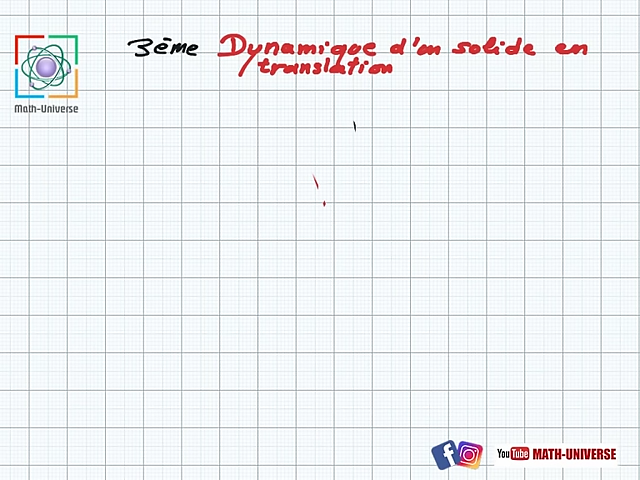 3ème Dynamique d'un solide en
translation
Math-Universe
YouTube MATH-UNIVERSE